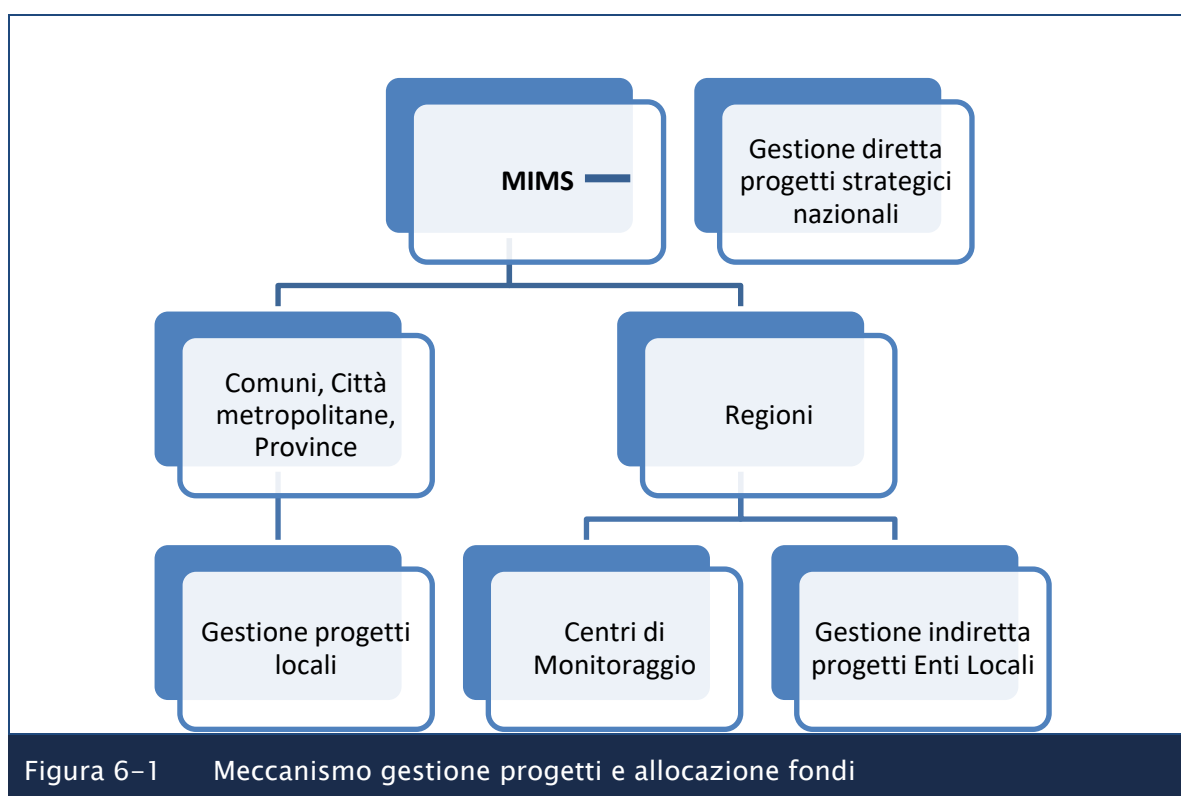 MIMS
Gestione diretta
progetti strategici
nazionali
Comuni, Città
metropolitane,
Province
Regioni
Gestione progetti
locali
Centri di
Monitoraggio
Gestione indiretta
progetti Enti Locali
Figura 6-1 Meccanismo gestione progetti e allocazione fondi